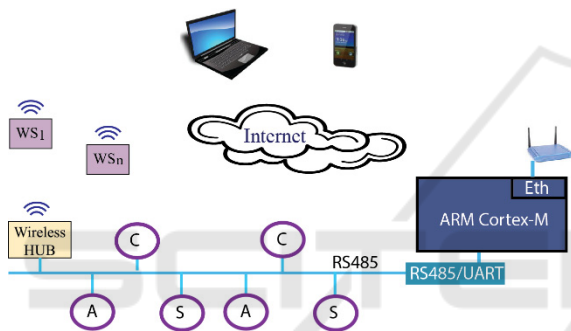 WS1
WSn
Internet
Eth
ARM Cortex-M
Wireless
HUB
C
C
RS485
RS485/UART
A
S
A
S